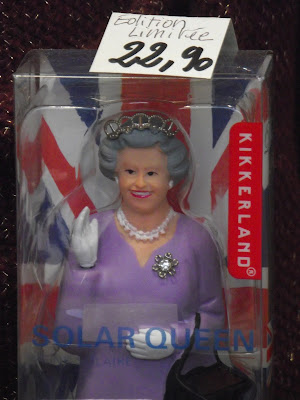 Edition
Limitée
22,90
KIKKERLAND®
SOLAR QUEEN